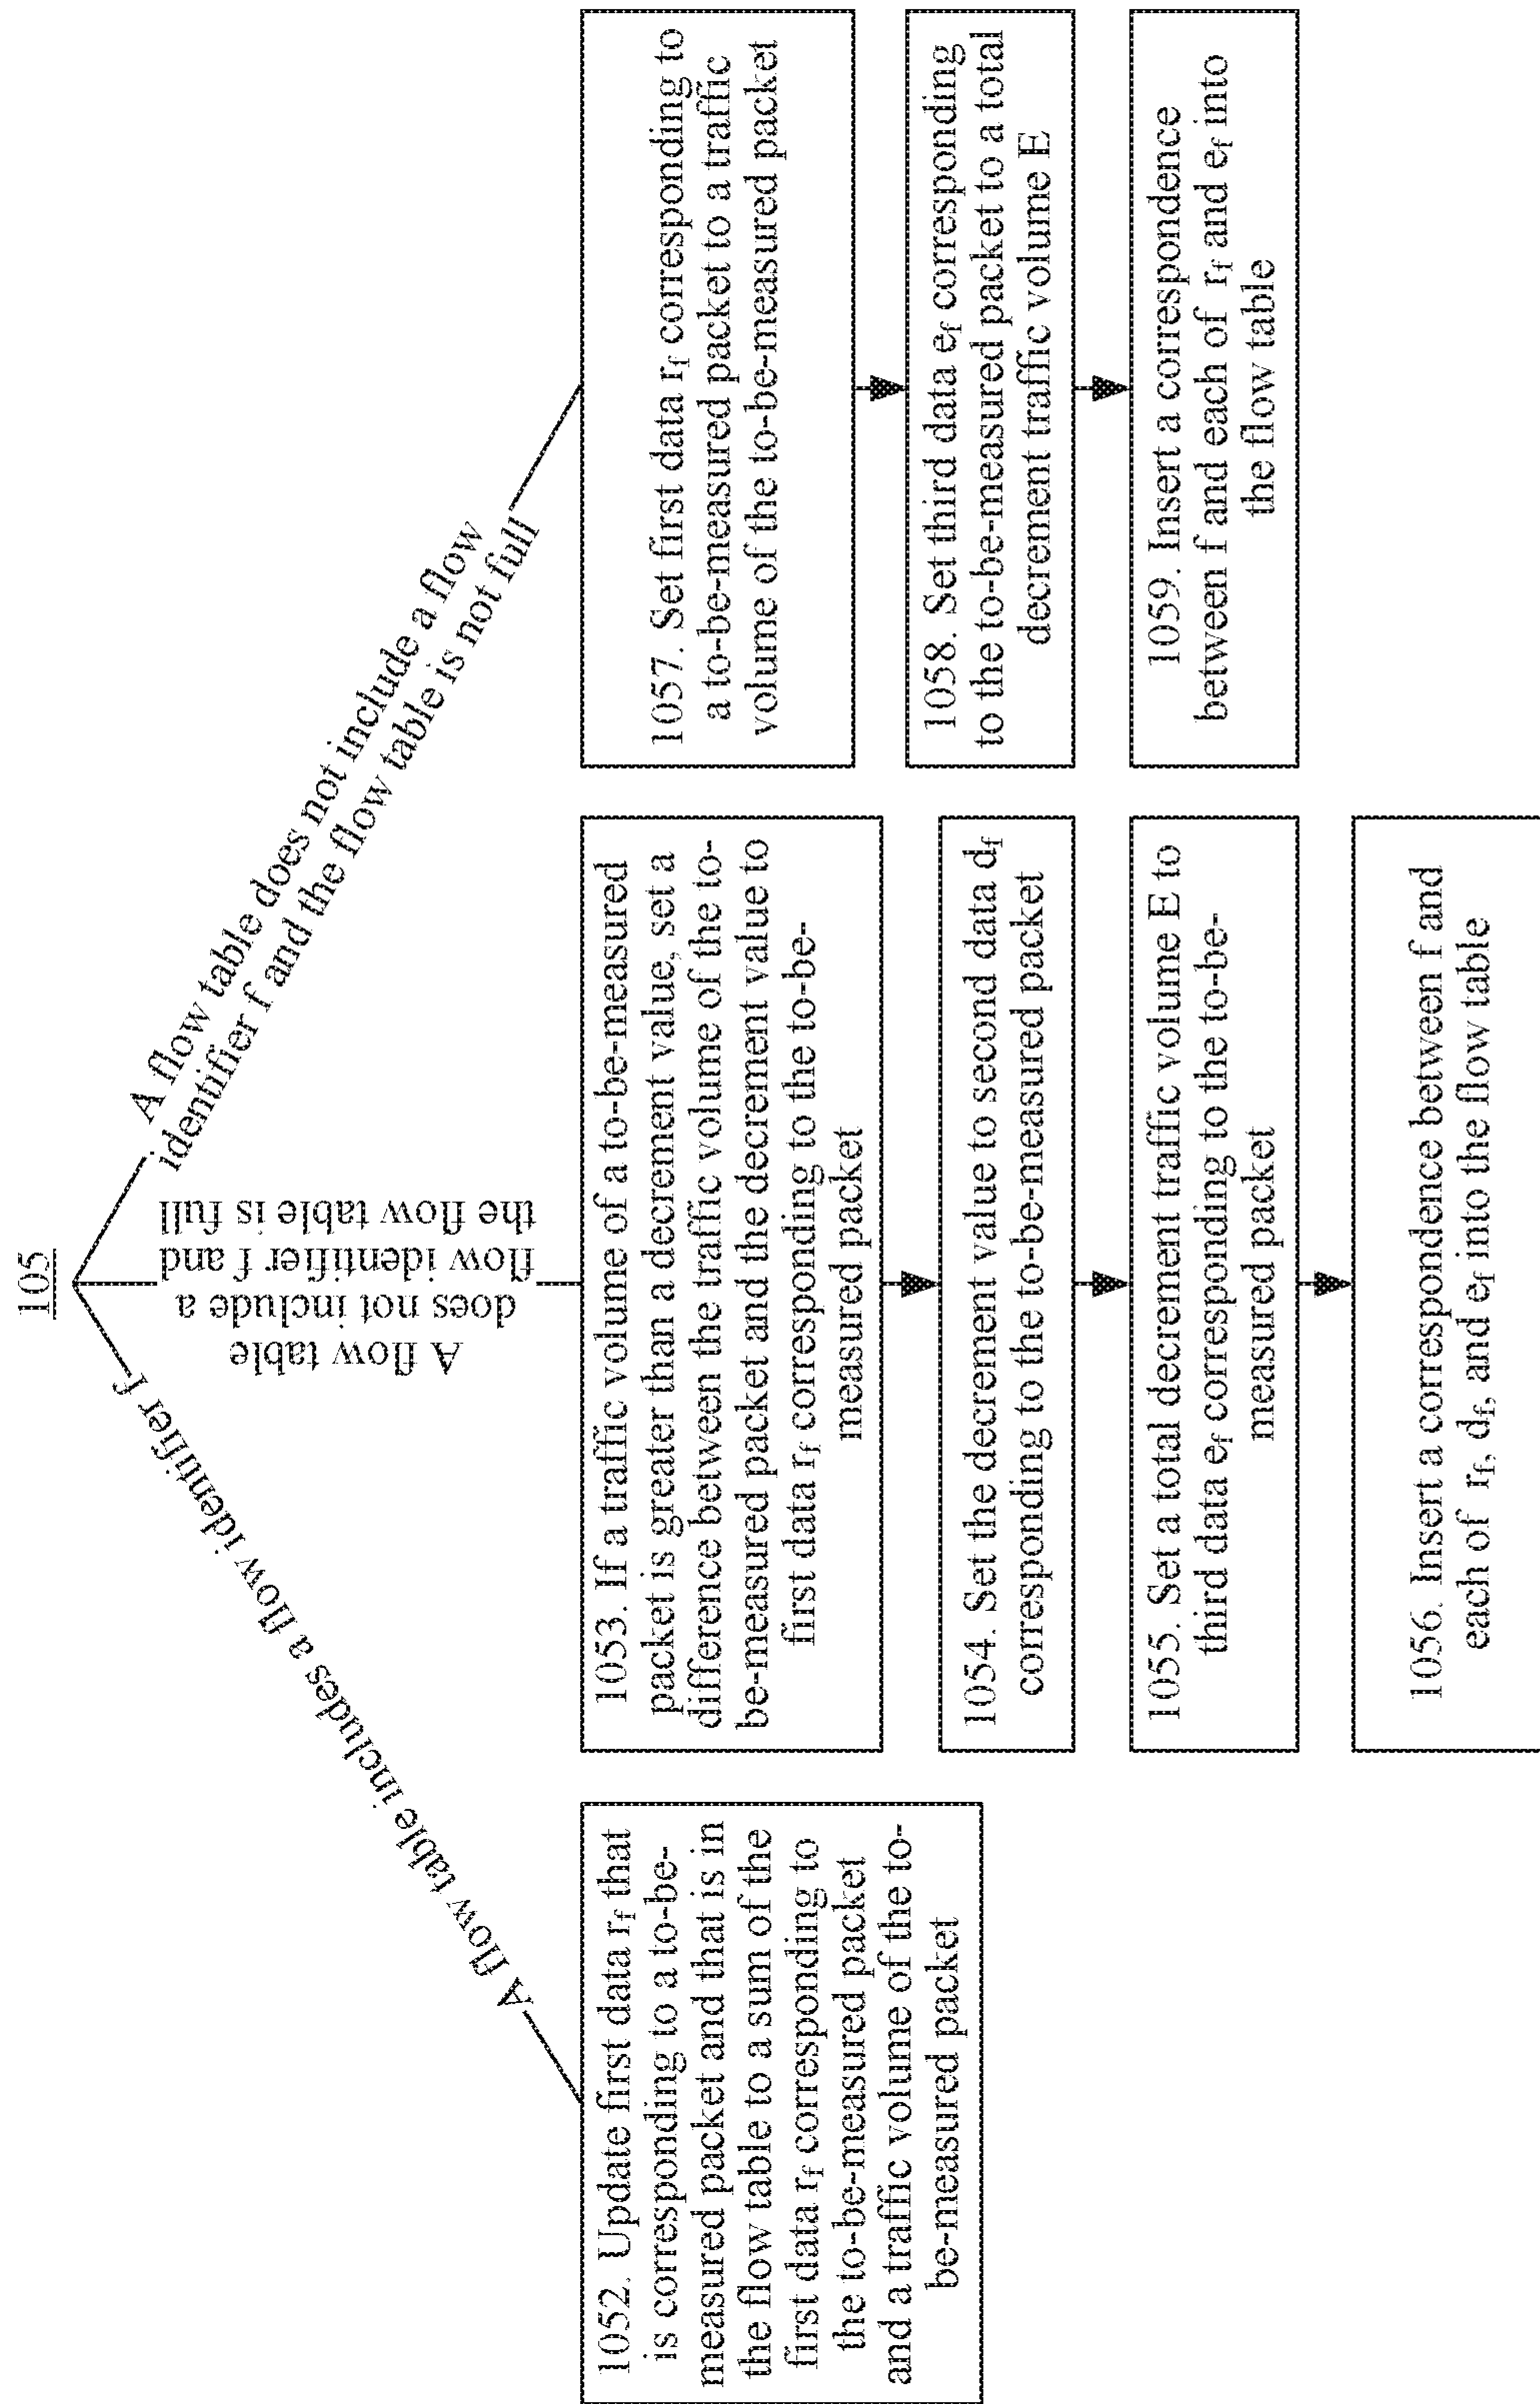 105
A flow table includes a flow identifier f
A flow table
does not include a
flow identifier f and
the flow table is full
A flow table does not include a flow
identifier f and the flow table is not full
1052. Update first data rf that
is corresponding to a to-be-
measured packet and that is in
the flow table to a sum of the
first data rf corresponding to
the to-be-measured packet
and a traffic volume of the to-
be-measured packet
1053. If a traffic volume of a to-be-measured
packet is greater than a decrement value, set a
difference between the traffic volume of the to-
be-measured packet and the decrement value to
first data rf corresponding to the to-be-
measured packet
1054. Set the decrement value to second data df
corresponding to the to-be-measured packet
1055. Set a total decrement traffic volume E to
third data ef corresponding to the to-be-
measured packet
1056. Insert a correspondence between f and
each of rf, df, and ef into the flow table
1057. Set first data rf corresponding to
a to-be-measured packet to a traffic
volume of the to-be-measured packet
1058. Set third data ef corresponding
to the to-be-measured packet to a total
decrement traffic volume E
1059. Insert a correspondence
between f and each of rf and ef into
the flow table